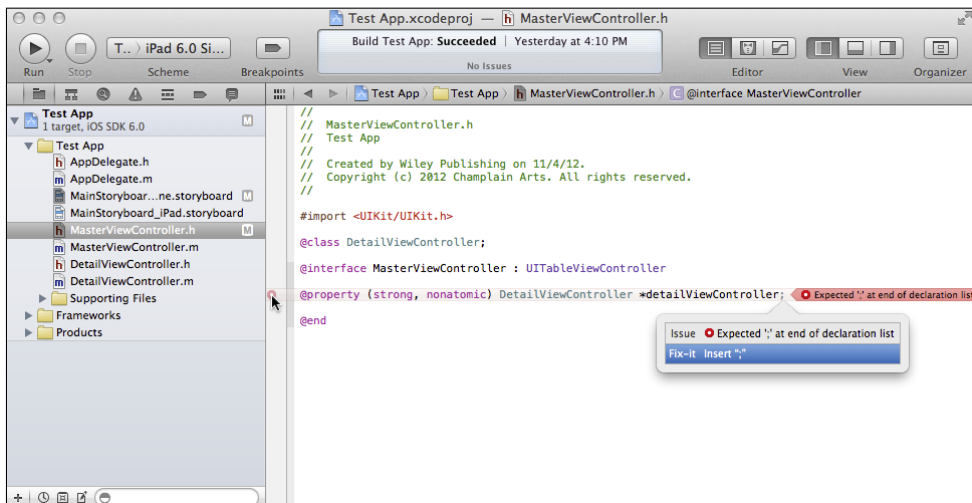 Test App.xcodeproj — h MasterViewController.h
T.. › iPad 6.0 Si...
Run Stop Scheme Breakpoints
Build Test App: Succeeded | Yesterday at 4:10 PM
No Issues
Editor View Organizer
Test App › Test App › h MasterViewController.h › C @interface MasterViewController
Test App M
1 target, iOS SDK 6.0
Test App
h AppDelegate.h
m AppDelegate.m
MainStoryboar...ne.storyboard M
MainStoryboard_iPad.storyboard
h MasterViewController.h M
m MasterViewController.m
h DetailViewController.h
m DetailViewController.m
Supporting Files
Frameworks
Products
//
// MasterViewController.h
// Test App
//
// Created by Wiley Publishing on 11/4/12.
// Copyright (c) 2012 Champlain Arts. All rights reserved.
//
#import <UIKit/UIKit.h>
@class DetailViewController;
@interface MasterViewController : UITableViewController
@property (strong, nonatomic) DetailViewController *detailViewController; Expected ';' at end of declaration list
@end
Issue Expected ';' at end of declaration list
Fix-it Insert ";"